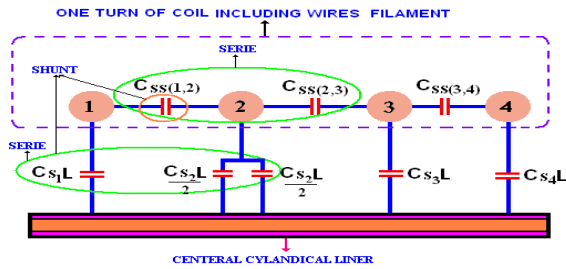 ONE TURN OF COIL INCLUDING WIRES FILAMENT
SERIE
SHUNT
CSS(1,2) CSS(2,3) CSS(3,4)
1 2 3 4
SERIE
CS1L CS2L/2 CS2L/2 CS3L CS4L
CENTERAL CYLANDICAL LINER